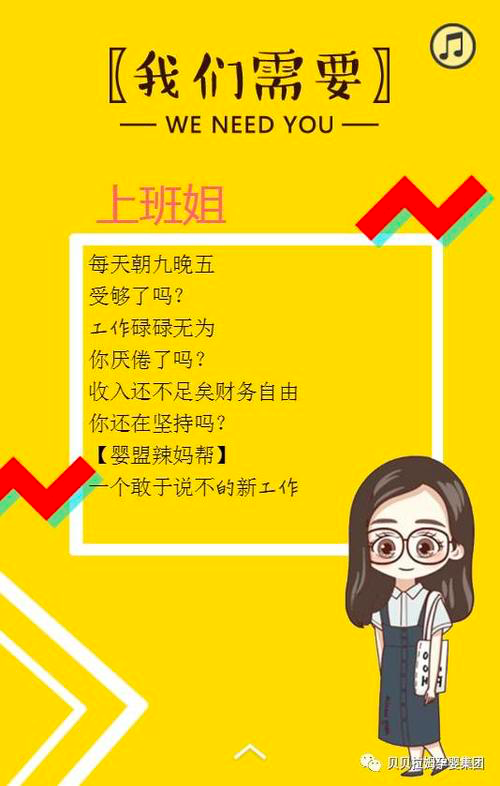 〖我们需要〗
WE NEED YOU
上班姐
每天朝九晚五
受够了吗?
工作碌碌无为
你厌倦了吗?
收入还不足矣财务自由
你还在坚持吗?
【婴盟辣妈帮】
一个敢于说不的新工作
贝贝拉姆孕婴集团